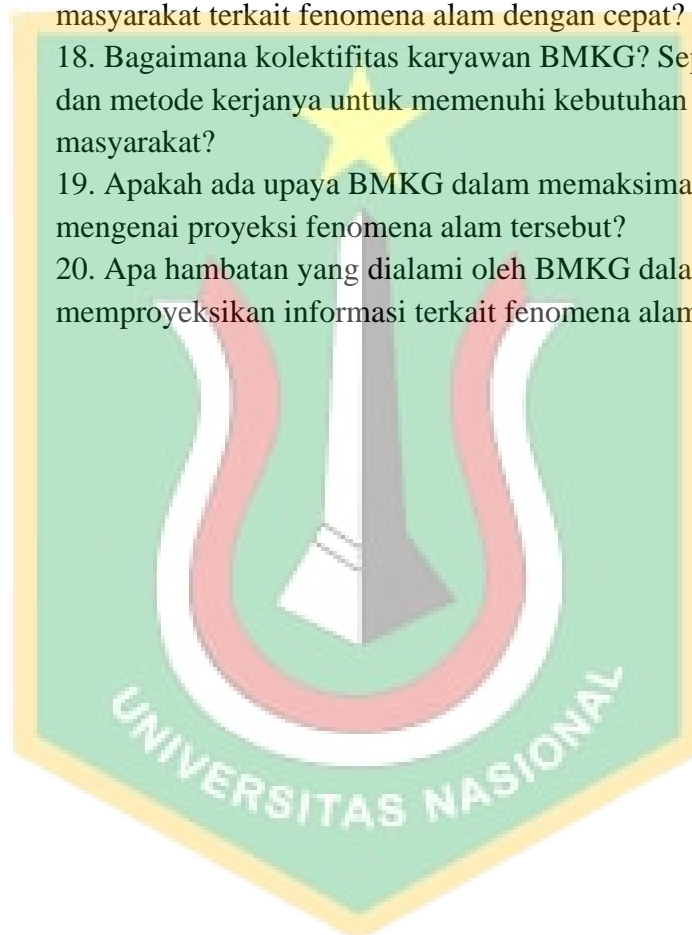 masyarakat terkait fenomena alam dengan cepat?
18. Bagaimana kolektifitas karyawan BMKG?
dan metode kerjanya untuk memenuhi kebutuhan
masyarakat?
19. Apakah ada upaya BMKG dalam
mengenai proyeksi fenomena alam tersebut?
20. Apa hambatan yang dialami oleh BMKG
memproyeksikan informasi terkait fenomena alam
UNIVERSITAS NASIONAL